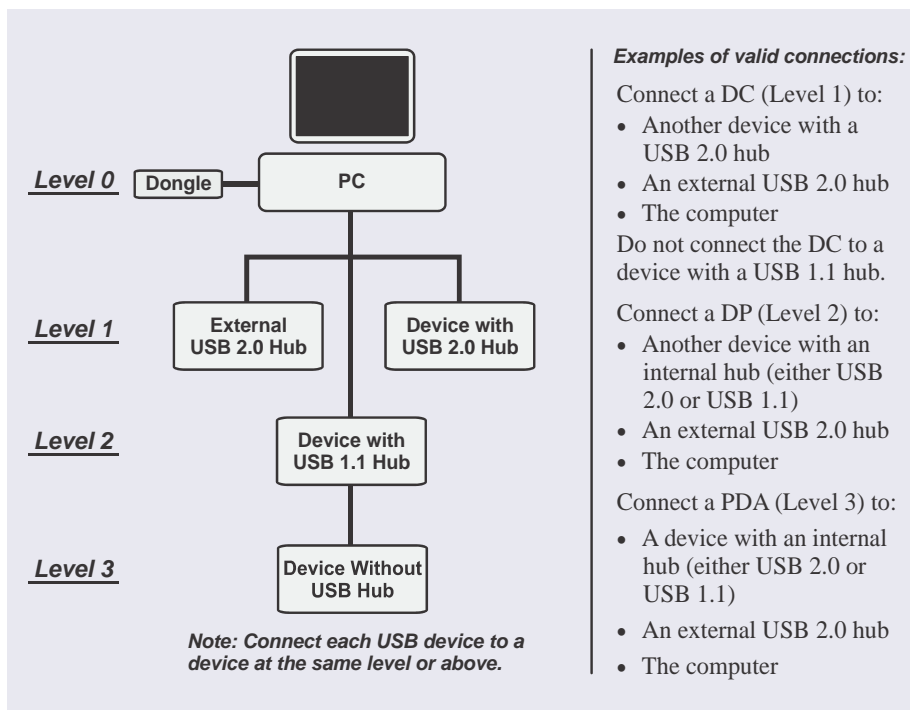 Level 0
Dongle
PC
Level 1
External
USB 2.0 Hub
Device with
USB 2.0 Hub
Level 2
Device with
USB 1.1 Hub
Level 3
Device Without
USB Hub
Note: Connect each USB device to a
device at the same level or above.
Examples of valid connections:
Connect a DC (Level 1) to:
• Another device with a
USB 2.0 hub
• An external USB 2.0 hub
• The computer
Do not connect the DC to a
device with a USB 1.1 hub.
Connect a DP (Level 2) to:
• Another device with an
internal hub (either USB
2.0 or USB 1.1)
• An external USB 2.0 hub
• The computer
Connect a PDA (Level 3) to:
• A device with an internal
hub (either USB 2.0 or
USB 1.1)
• An external USB 2.0 hub
• The computer